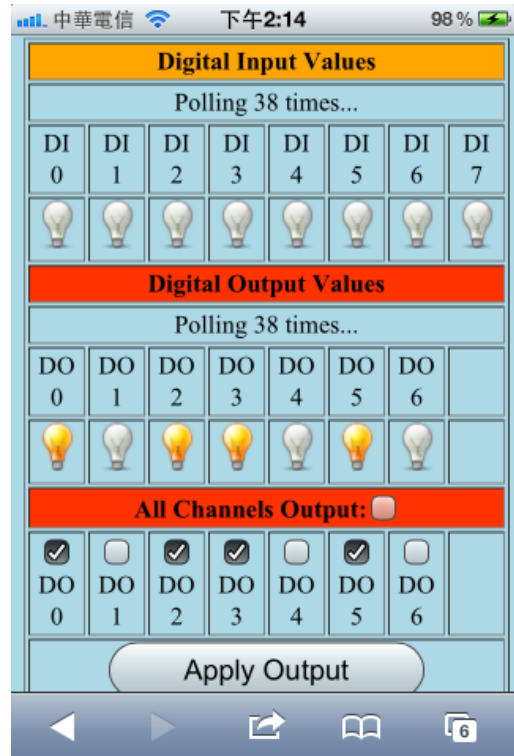 中華電信 下午2:14 98 %
Digital Input Values
Polling 38 times...
DI 0 DI 1 DI 2 DI 3 DI 4 DI 5 DI 6 DI 7
Digital Output Values
Polling 38 times...
DO 0 DO 1 DO 2 DO 3 DO 4 DO 5 DO 6
All Channels Output:
DO 0 DO 1 DO 2 DO 3 DO 4 DO 5 DO 6
Apply Output
6